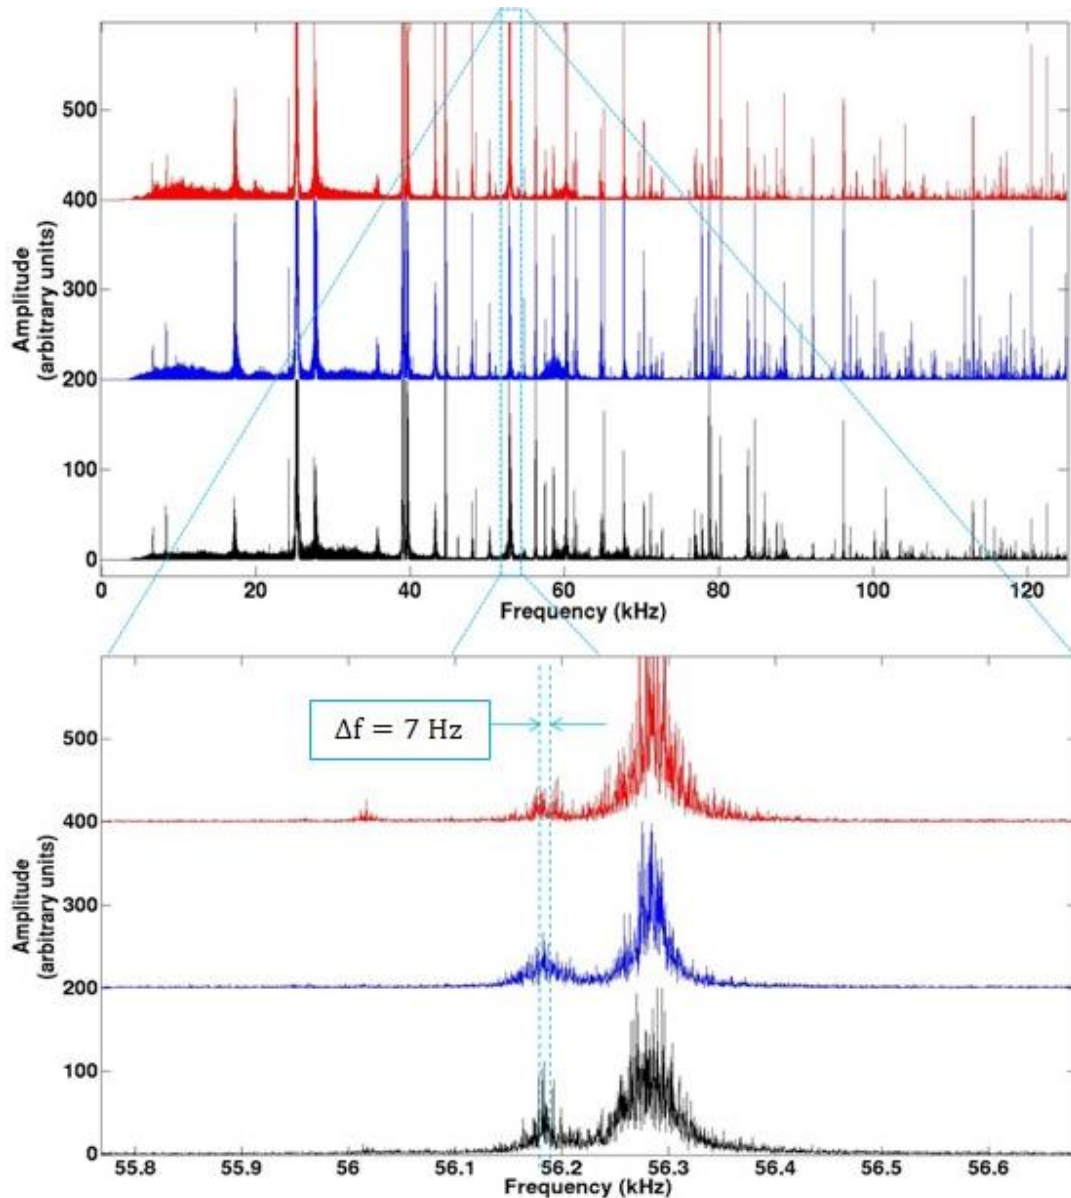 500
400
300
200
100
0
Amplitude
(arbitrary units)
0 20 40 60 80 100 120
Frequency (kHz)
Δf = 7 Hz
500
400
300
200
100
0
Amplitude
(arbitrary units)
55.8 55.9 56 56.1 56.2 56.3 56.4 56.5 56.6
Frequency (kHz)